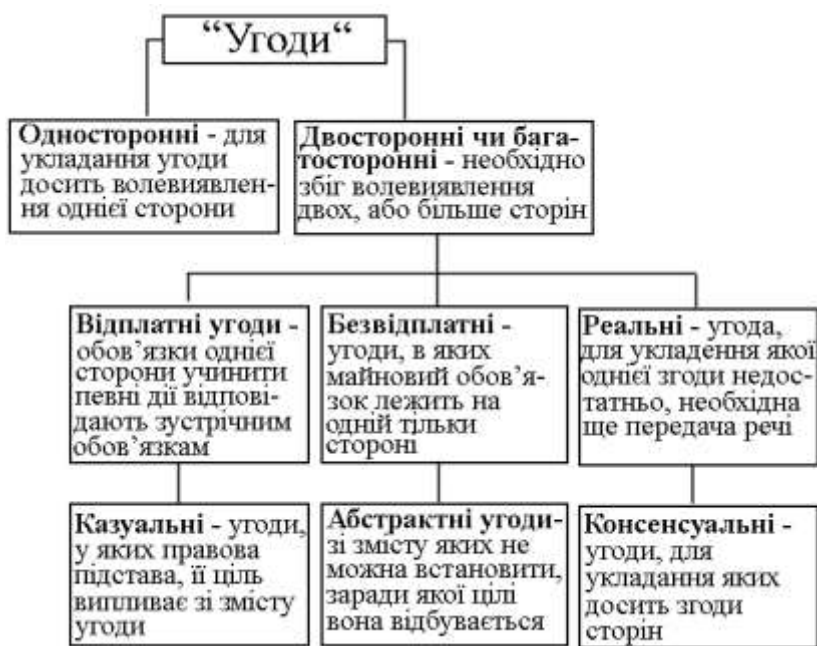 “Угоди“
Односторонні - для
укладання угоди
досить волевиявлен-
ня однієї сторони
Двосторонні чи бага-
тосторонні - необхідно
збіг волевиявлення
двох, або більше сторін
Відплатні угоди -
обов’язки однієї
сторони учинити
певні дії відпові-
дають зустрічним
обов’язкам
Безвідплатні -
угоди, в яких
майновий обов’я-
зок лежить на
одній тільки
стороні
Реальні - угода,
для укладення якої
однієї згоди недос-
татньо, необхідна
ще передача речі
Казуальні - угоди,
у яких правова
підстава, її ціль
випливає зі змісту
угоди
Абстрактні угоди-
зі змісту яких не
можна встановити,
заради якої цілі
вона відбувається
Консенсуальні -
угоди, для
укладання яких
досить згоди
сторін